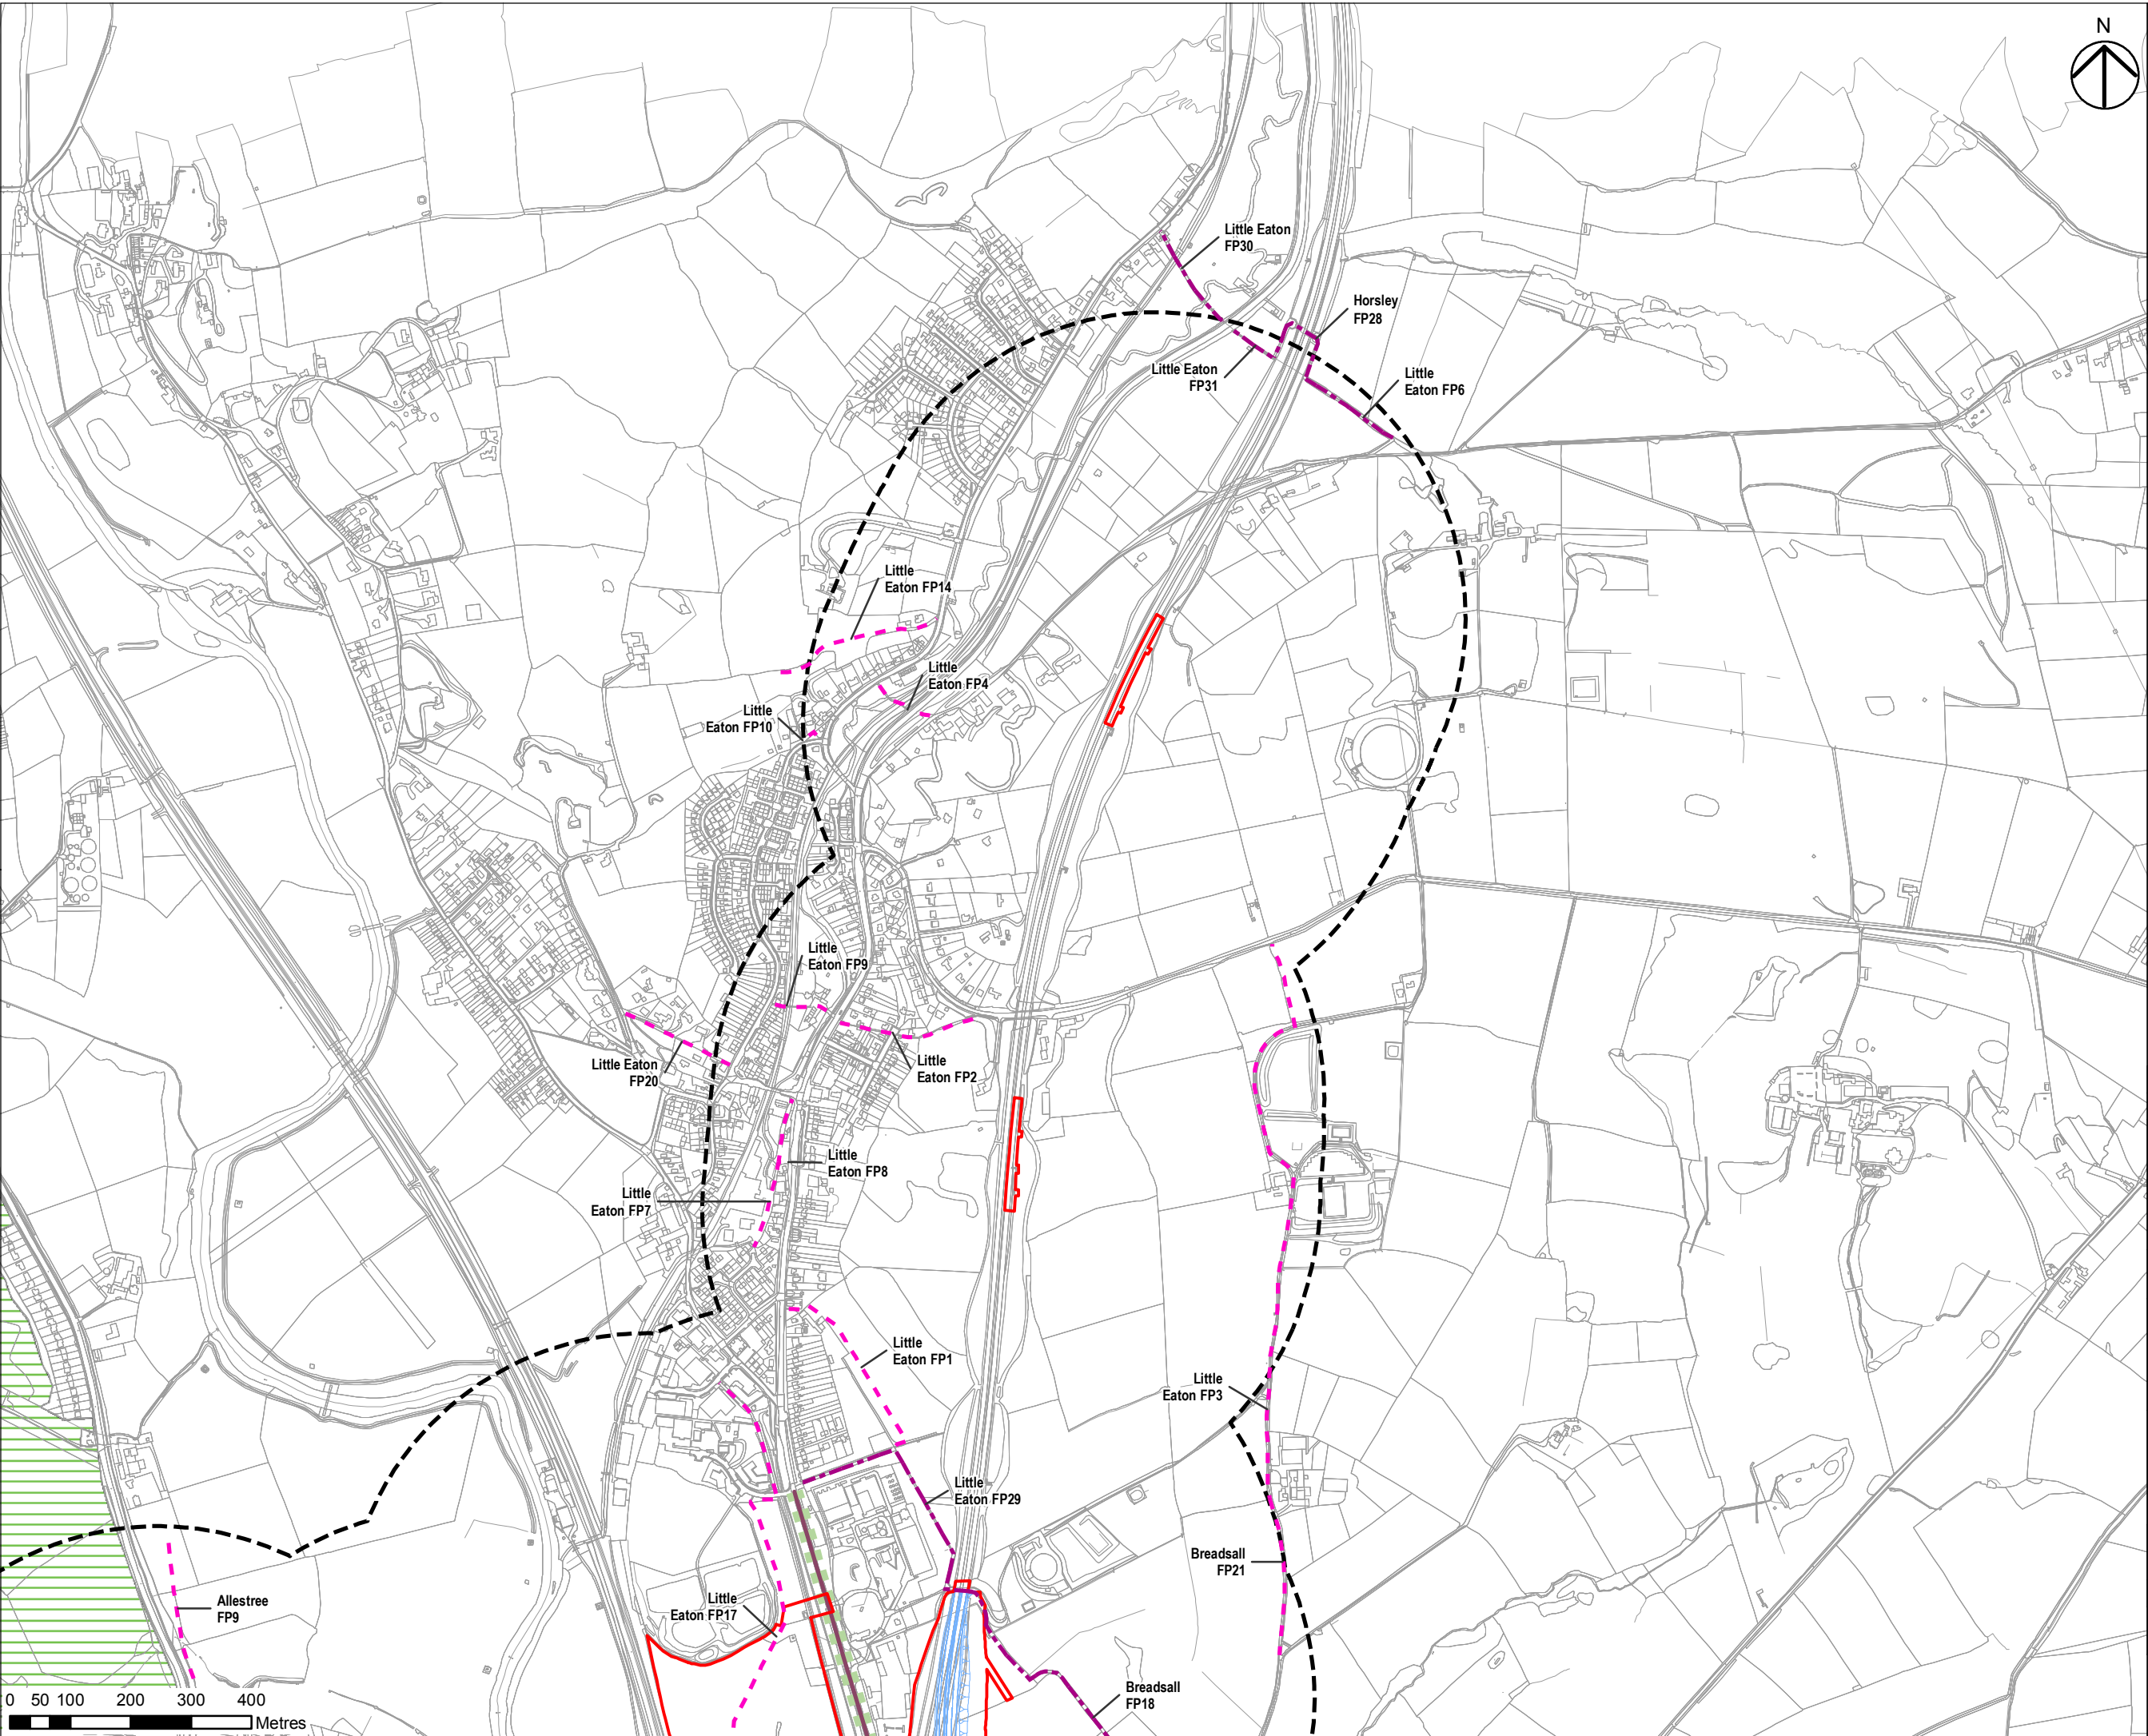 N
Little Eaton
FP30
Horsley
FP28
Little Eaton
FP31
Little
Eaton FP6
Little
Eaton FP14
Little
Eaton FP4
Little
Eaton FP10
Little
Eaton FP9
Little Eaton
FP20
Little
Eaton FP2
Little
Eaton FP8
Little
Eaton FP7
Little
Eaton FP1
Little
Eaton FP3
Little
Eaton FP29
Breadsall
FP21
Allestree
FP9
Little
Eaton FP17
Breadsall
FP18
0 50 100 200 300 400
Metres